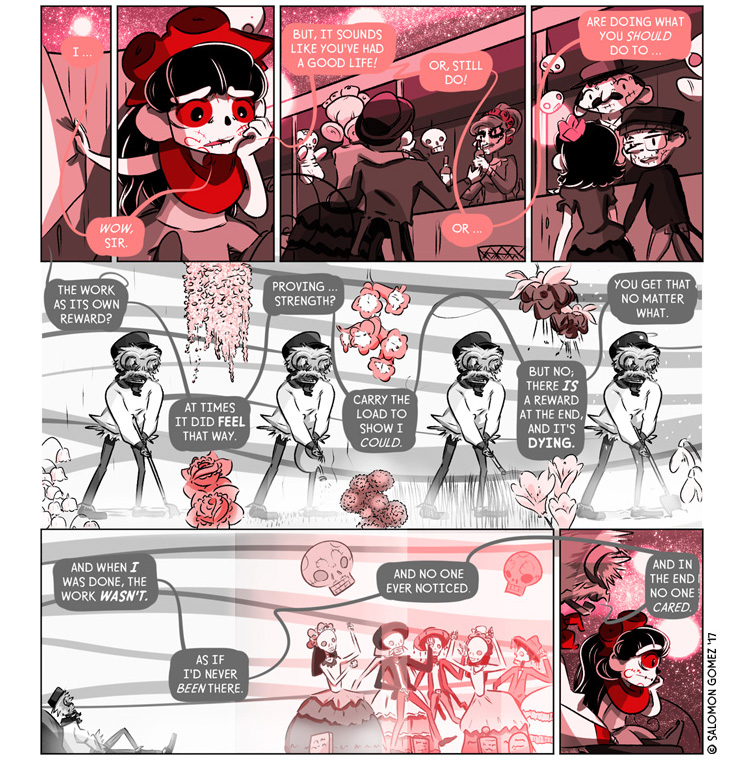 I ...
WOW,
SIR.
BUT, IT SOUNDS
LIKE YOU'VE HAD
A GOOD LIFE!
OR, STILL
DO!
OR ...
ARE DOING WHAT
YOU SHOULD
DO TO ...
THE WORK
AS ITS OWN
REWARD?
AT TIMES
IT DID FEEL
THAT WAY.
PROVING ...
STRENGTH?
CARRY THE
LOAD TO
SHOW I
COULD.
BUT NO;
THERE IS
A REWARD
AT THE END,
AND IT'S
DYING.
YOU GET THAT
NO MATTER
WHAT.
AND WHEN I
WAS DONE, THE
WORK WASN'T.
AS IF
I'D NEVER
BEEN THERE.
AND NO ONE
EVER NOTICED.
AND IN
THE END
NO ONE
CARED.
© SALOMON GOMEZ '17